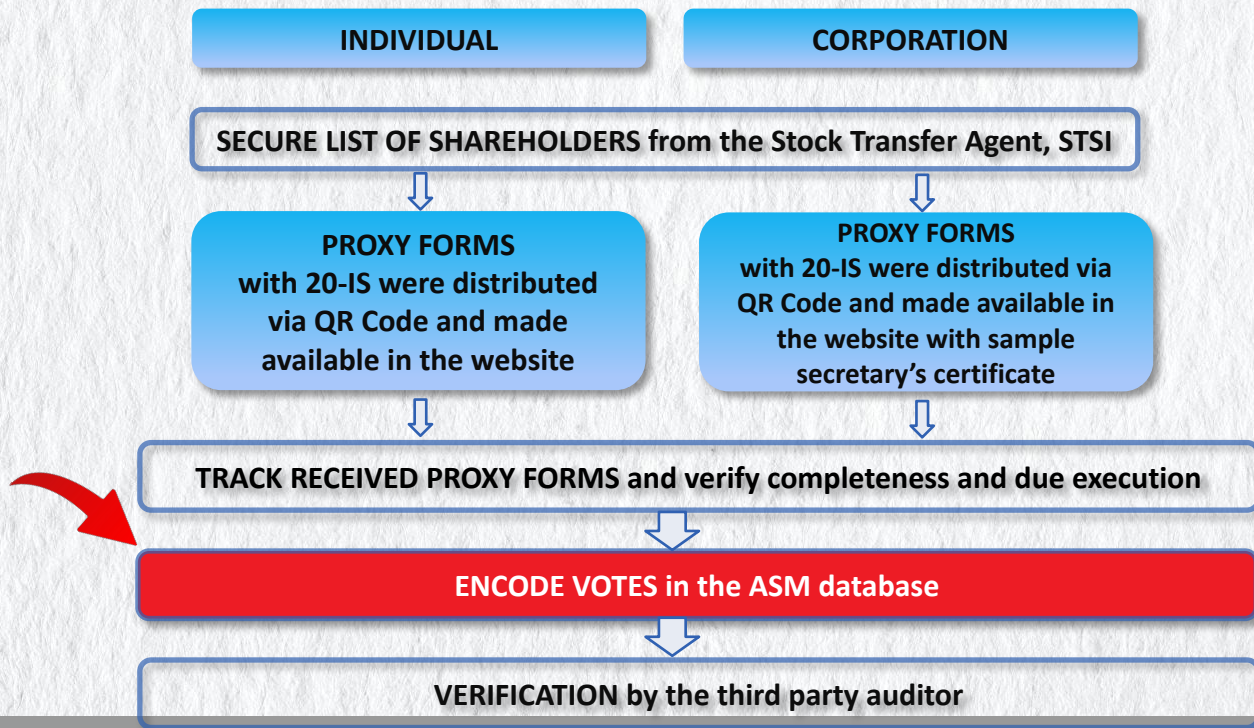 INDIVIDUAL
CORPORATION
SECURE LIST OF SHAREHOLDERS from the Stock Transfer Agent, STSI
PROXY FORMS
with 20-IS were distributed
via QR Code and made
available in the website
PROXY FORMS
with 20-IS were distributed via
QR Code and made available in
the website with sample
secretary’s certificate
TRACK RECEIVED PROXY FORMS and verify completeness and due execution
ENCODE VOTES in the ASM database
VERIFICATION by the third party auditor